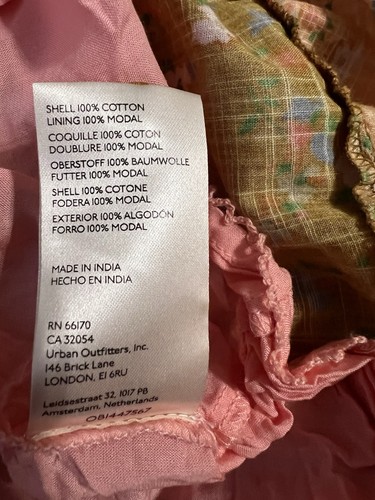 SHELL 100% COTTON
LINING 100% MODAL
COQUILLE 100% COTON
DOUBLURE 100% MODAL
OBERSTOFF 100% BAUMWOLLE
FUTTER 100% MODAL
SHELL 100% COTONE
FODERA 100% MODAL
EXTERIOR 100% ALGODÓN
FORRO 100% MODAL
MADE IN INDIA
HECHO EN INDIA
RN 66170
CA 32054
Urban Outfitters, Inc.
146 Brick Lane
LONDON, E1 6RU
Leidsestraat 32, 1017 PB
Amsterdam, Netherlands
OB1447567